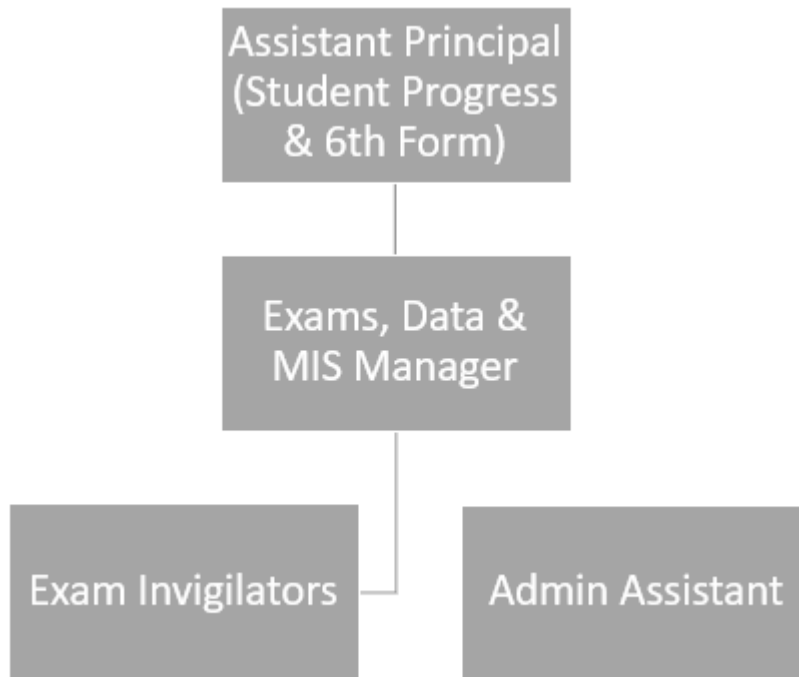 Assistant Principal
(Student Progress
& 6th Form)
Exams, Data &
MIS Manager
Exam Invigilators
Admin Assistant